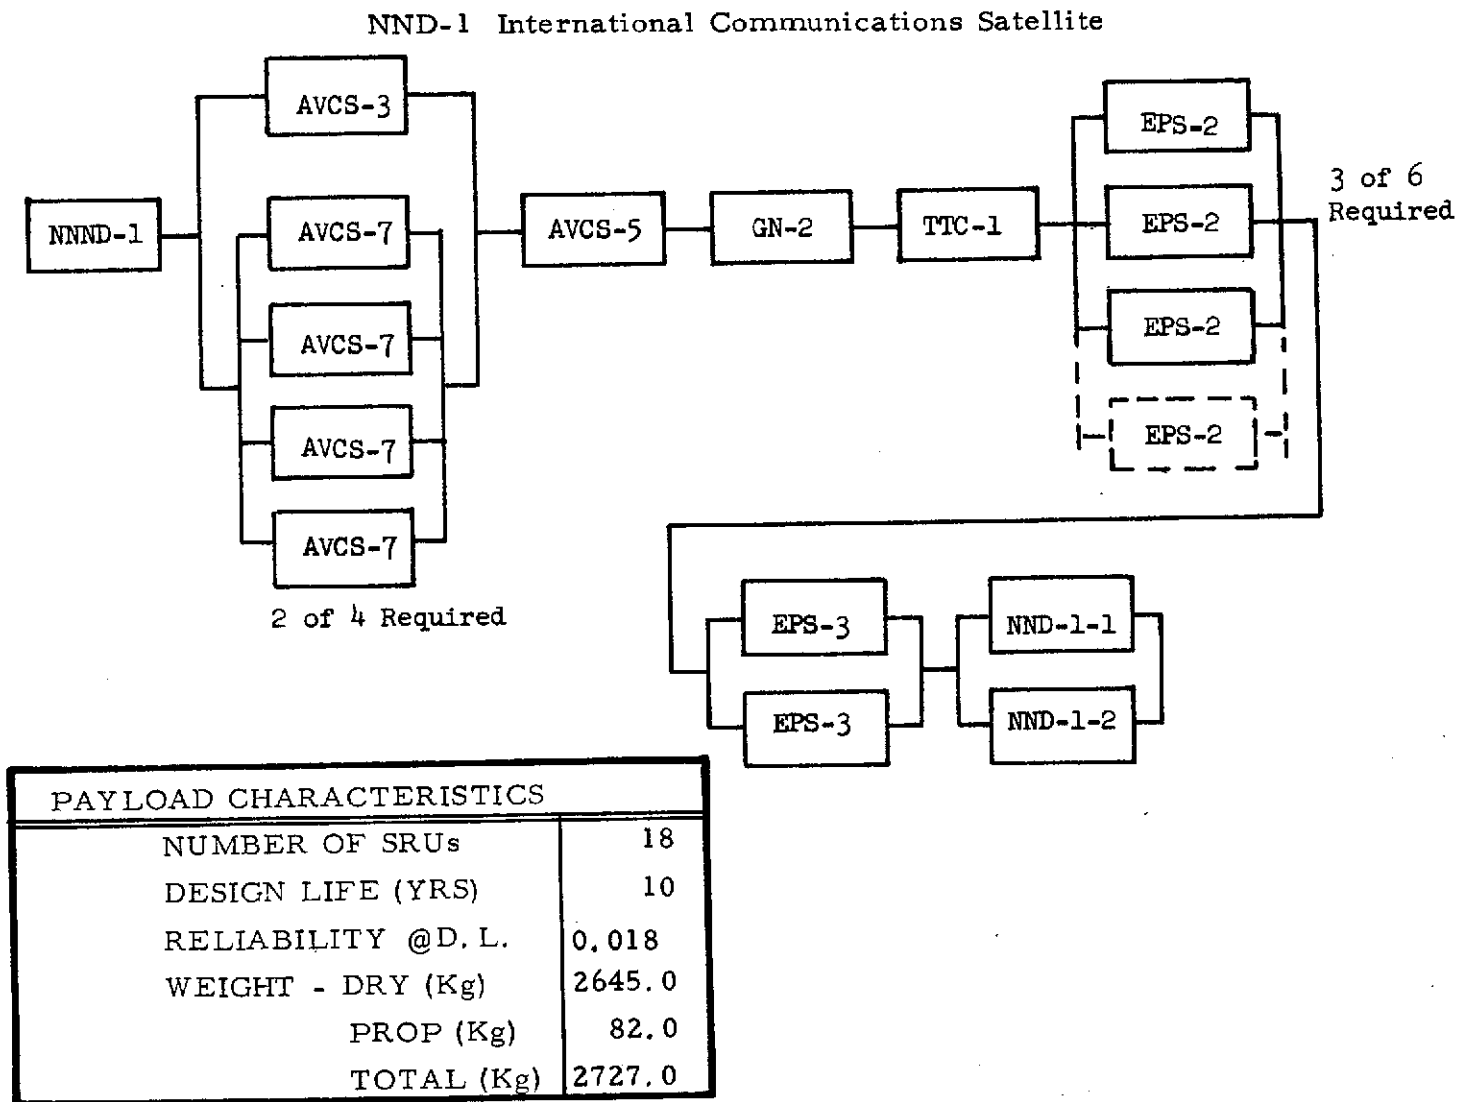 NND-1 International Communications Satellite
AVCS-3
EPS-2
3 of 6
Required
NNND-1
AVCS-7
AVCS-5
GN-2
TTC-1
EPS-2
AVCS-7
EPS-2
AVCS-7
EPS-2
AVCS-7
2 of 4 Required
EPS-3
NND-1-1
EPS-3
NND-1-2
PAYLOAD CHARACTERISTICS
NUMBER OF SRUs 18
DESIGN LIFE (YRS) 10
RELIABILITY @D. L. 0.018
WEIGHT - DRY (Kg) 2645.0
PROP (Kg) 82.0
TOTAL (Kg) 2727.0